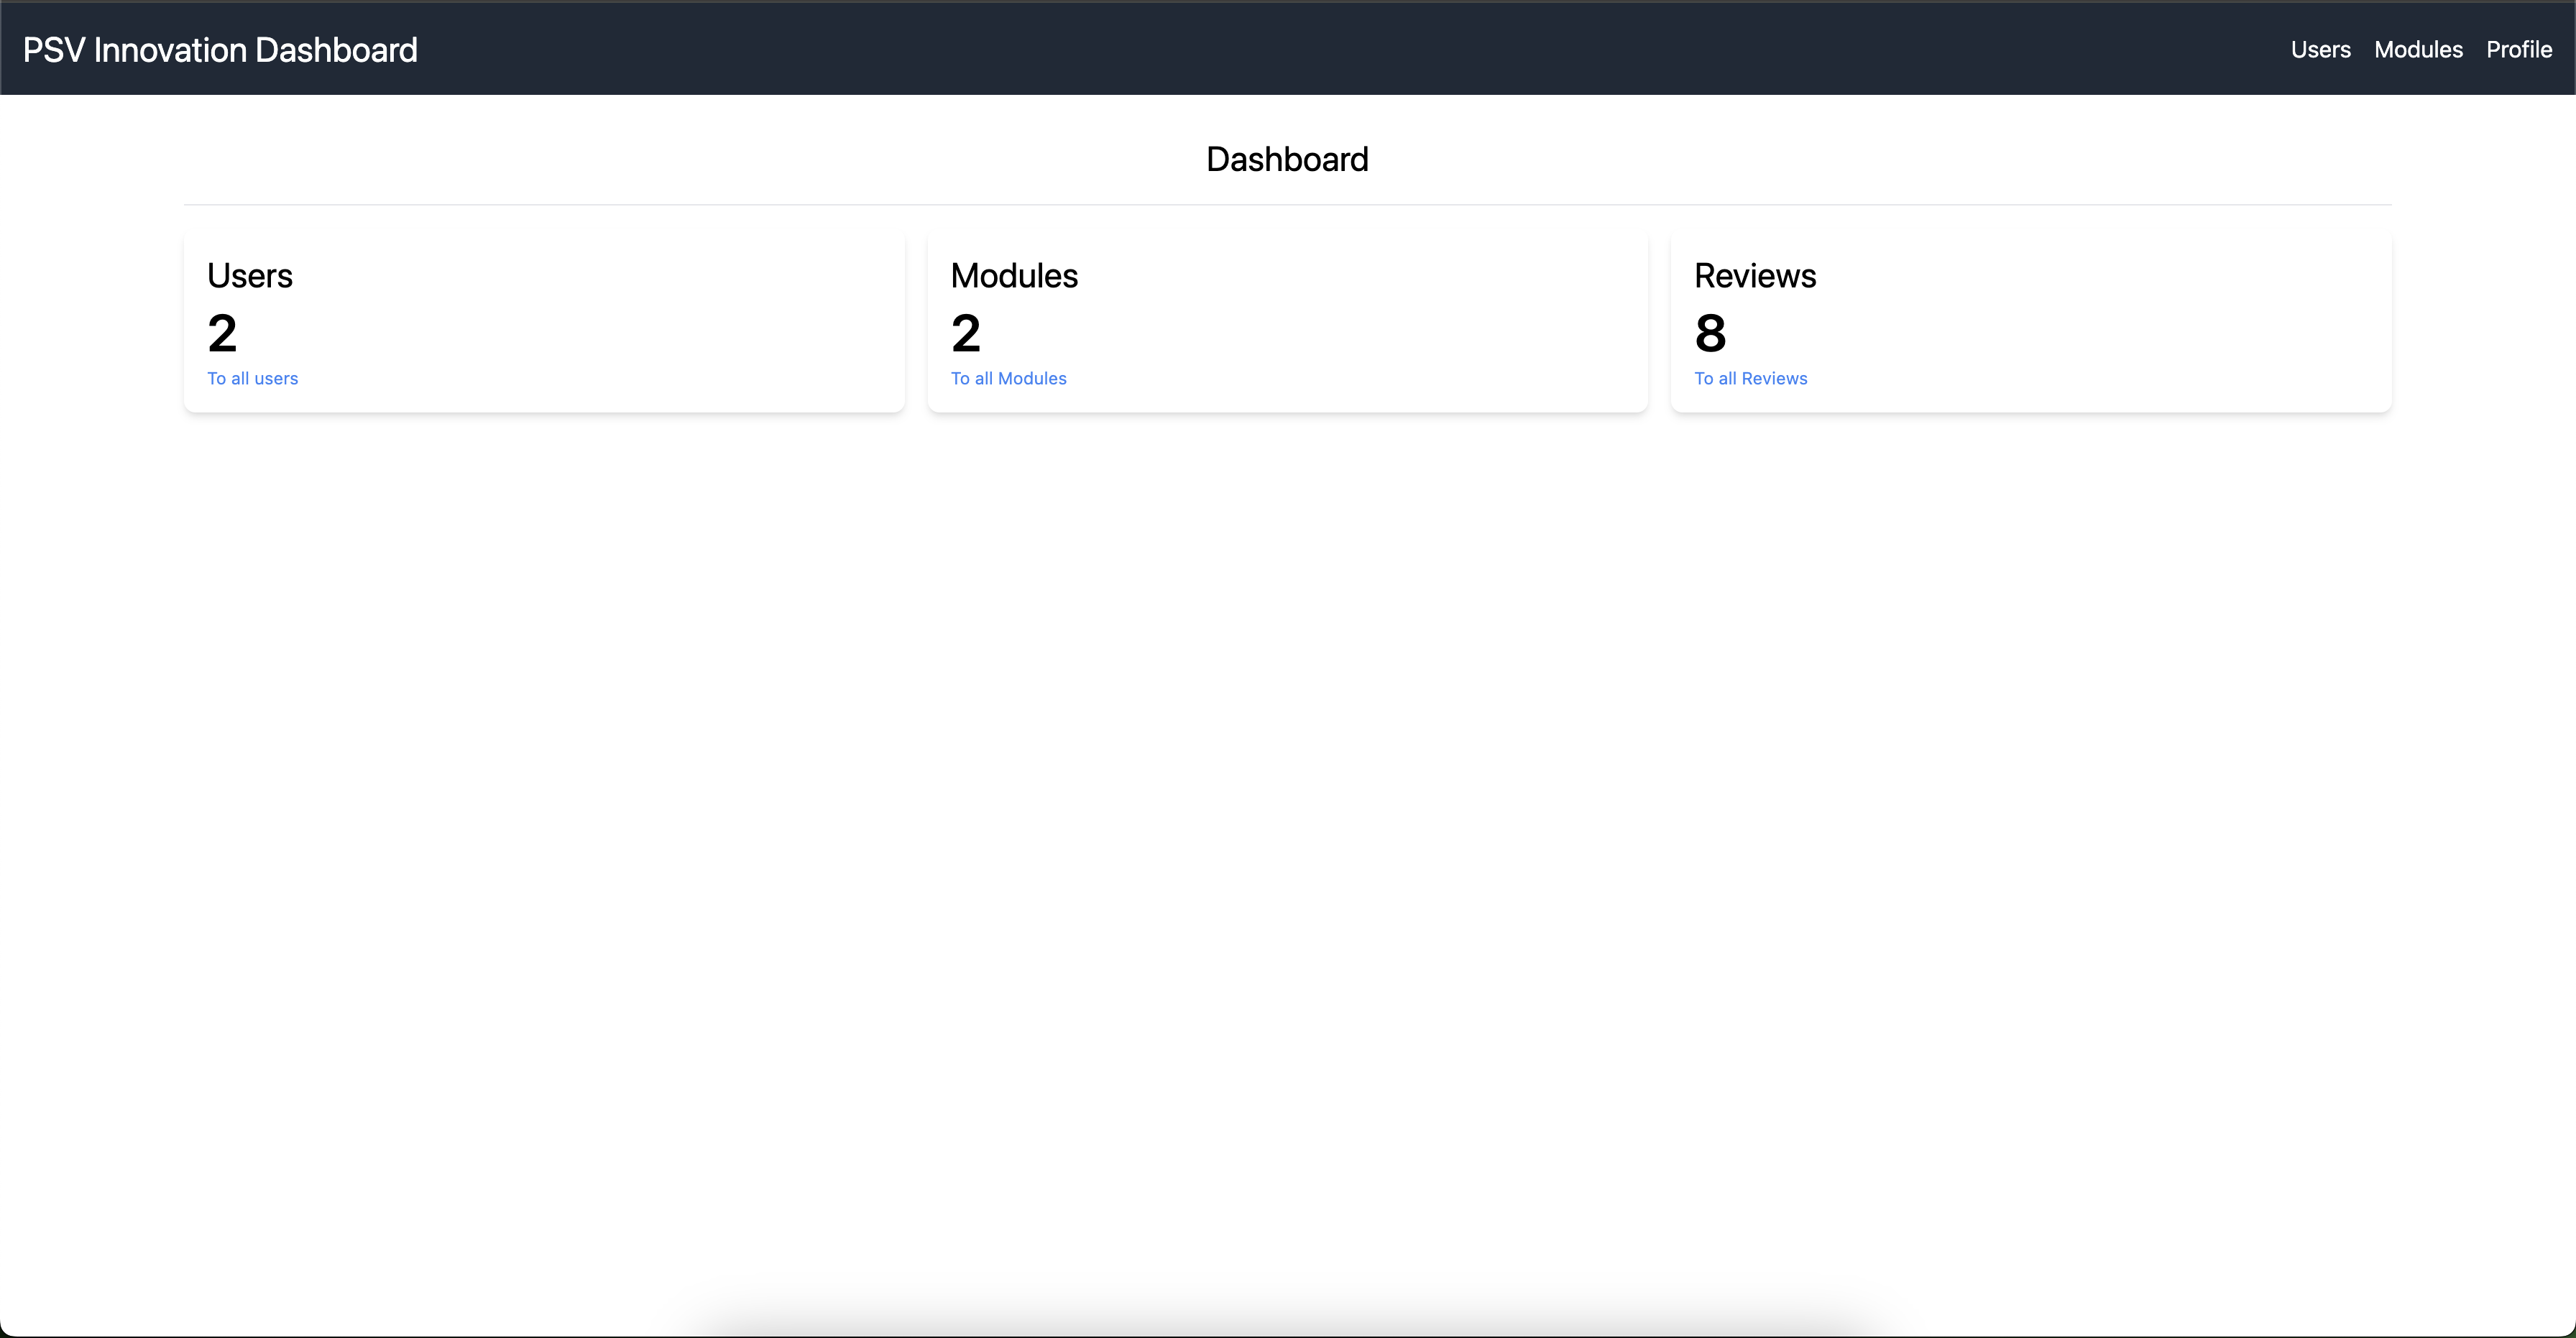 PSV Innovation Dashboard
Users Modules Profile
Dashboard
Users
2
To all users
Modules
2
To all Modules
Reviews
8
To all Reviews